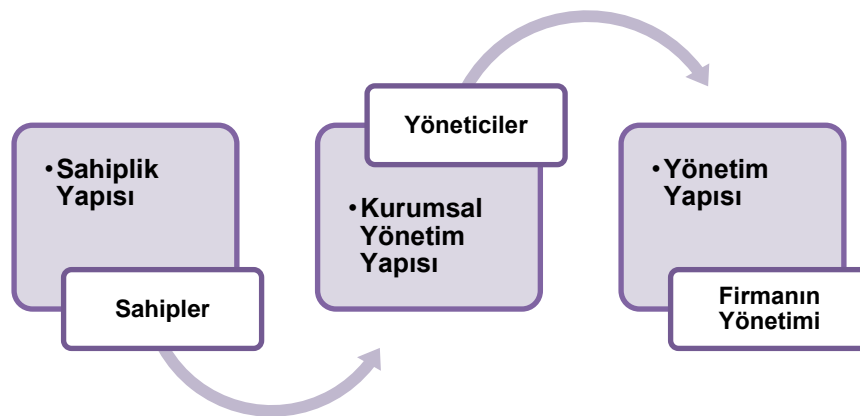 •Sahiplik
Yapısı
Sahipler
Yöneticiler
•Kurumsal
Yönetim
Yapısı
•Yönetim
Yapısı
Firmanın
Yönetimi